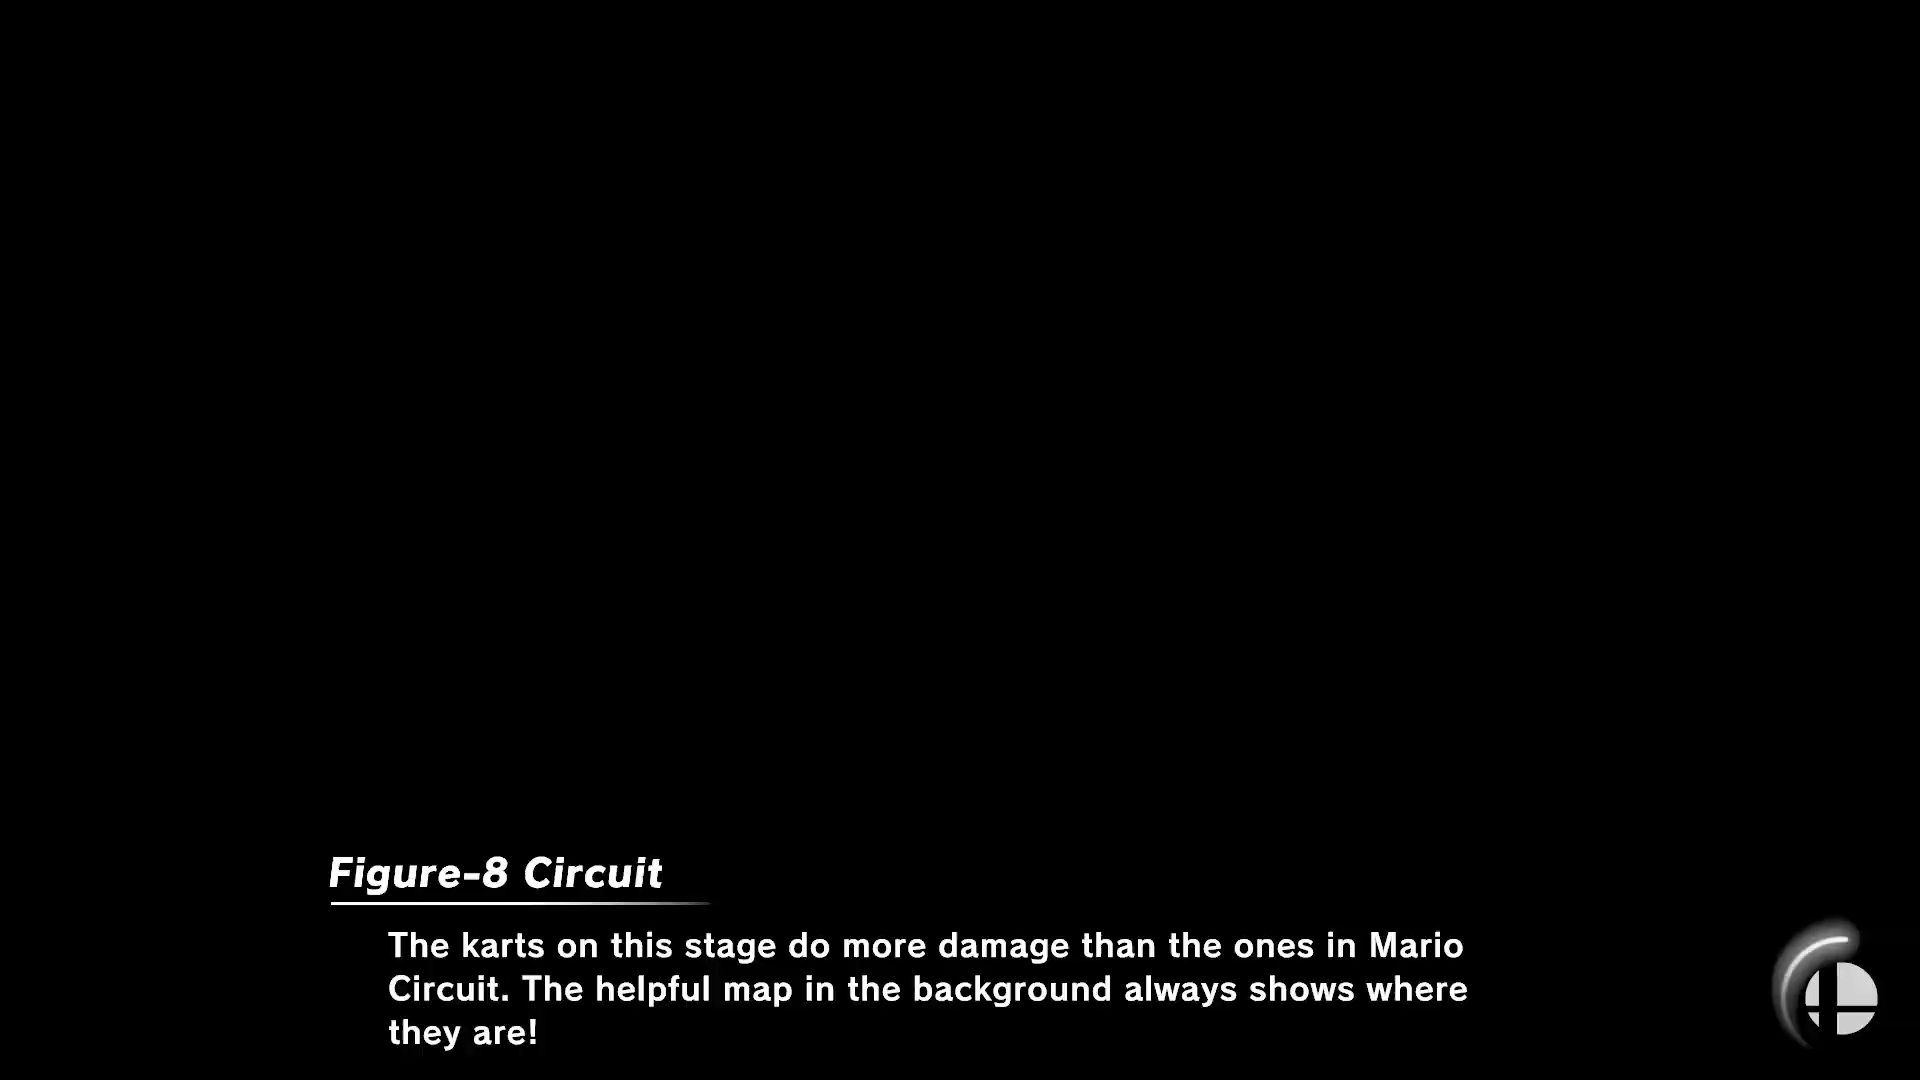 Figure-8 Circuit
The karts on this stage do more damage than the ones in Mario
Circuit. The helpful map in the background always shows where
they are!